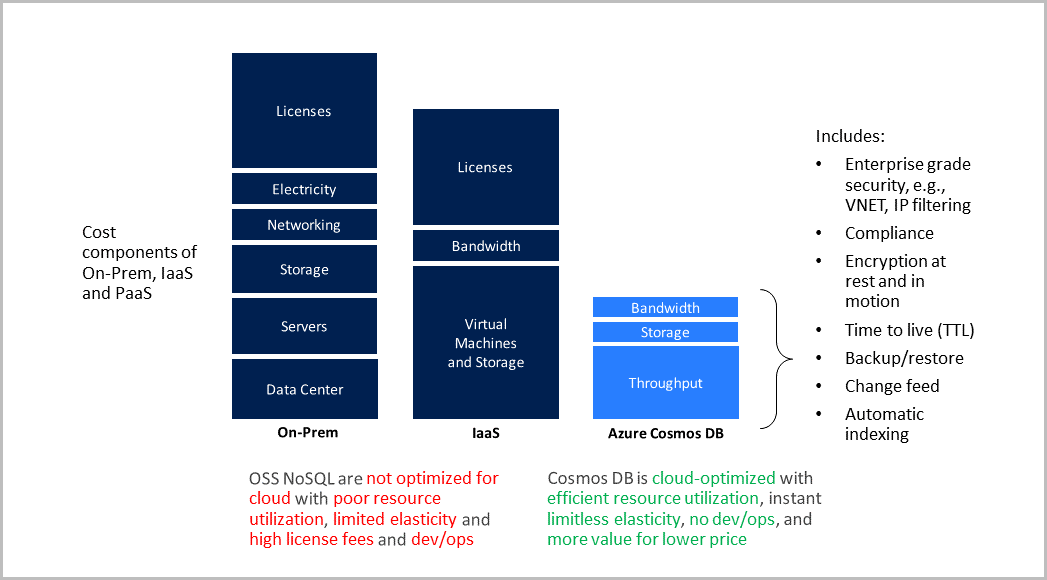 Cost
components of
On-Prem, IaaS
and PaaS
Licenses
Electricity
Networking
Storage
Servers
Data Center
On-Prem
Licenses
Bandwidth
Virtual
Machines
and Storage
IaaS
Bandwidth
Storage
Throughput
Azure Cosmos DB
Includes:
• Enterprise grade
security, e.g.,
VNET, IP filtering
• Compliance
• Encryption at
rest and in
motion
• Time to live (TTL)
• Backup/restore
• Change feed
• Automatic
indexing
OSS NoSQL are not optimized for
cloud with poor resource
utilization, limited elasticity and
high license fees and dev/ops
Cosmos DB is cloud-optimized with
efficient resource utilization, instant
limitless elasticity, no dev/ops, and
more value for lower price